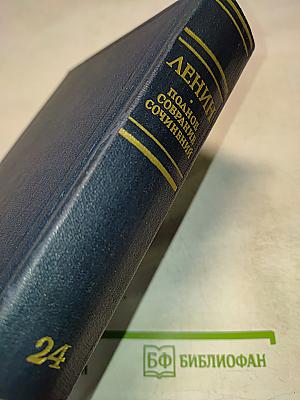 ЛЕНИН
ПОЛНОЕ
СОБРАНИЕ
СОЧИНЕНИЙ
24
БФ БИБЛИОФАН